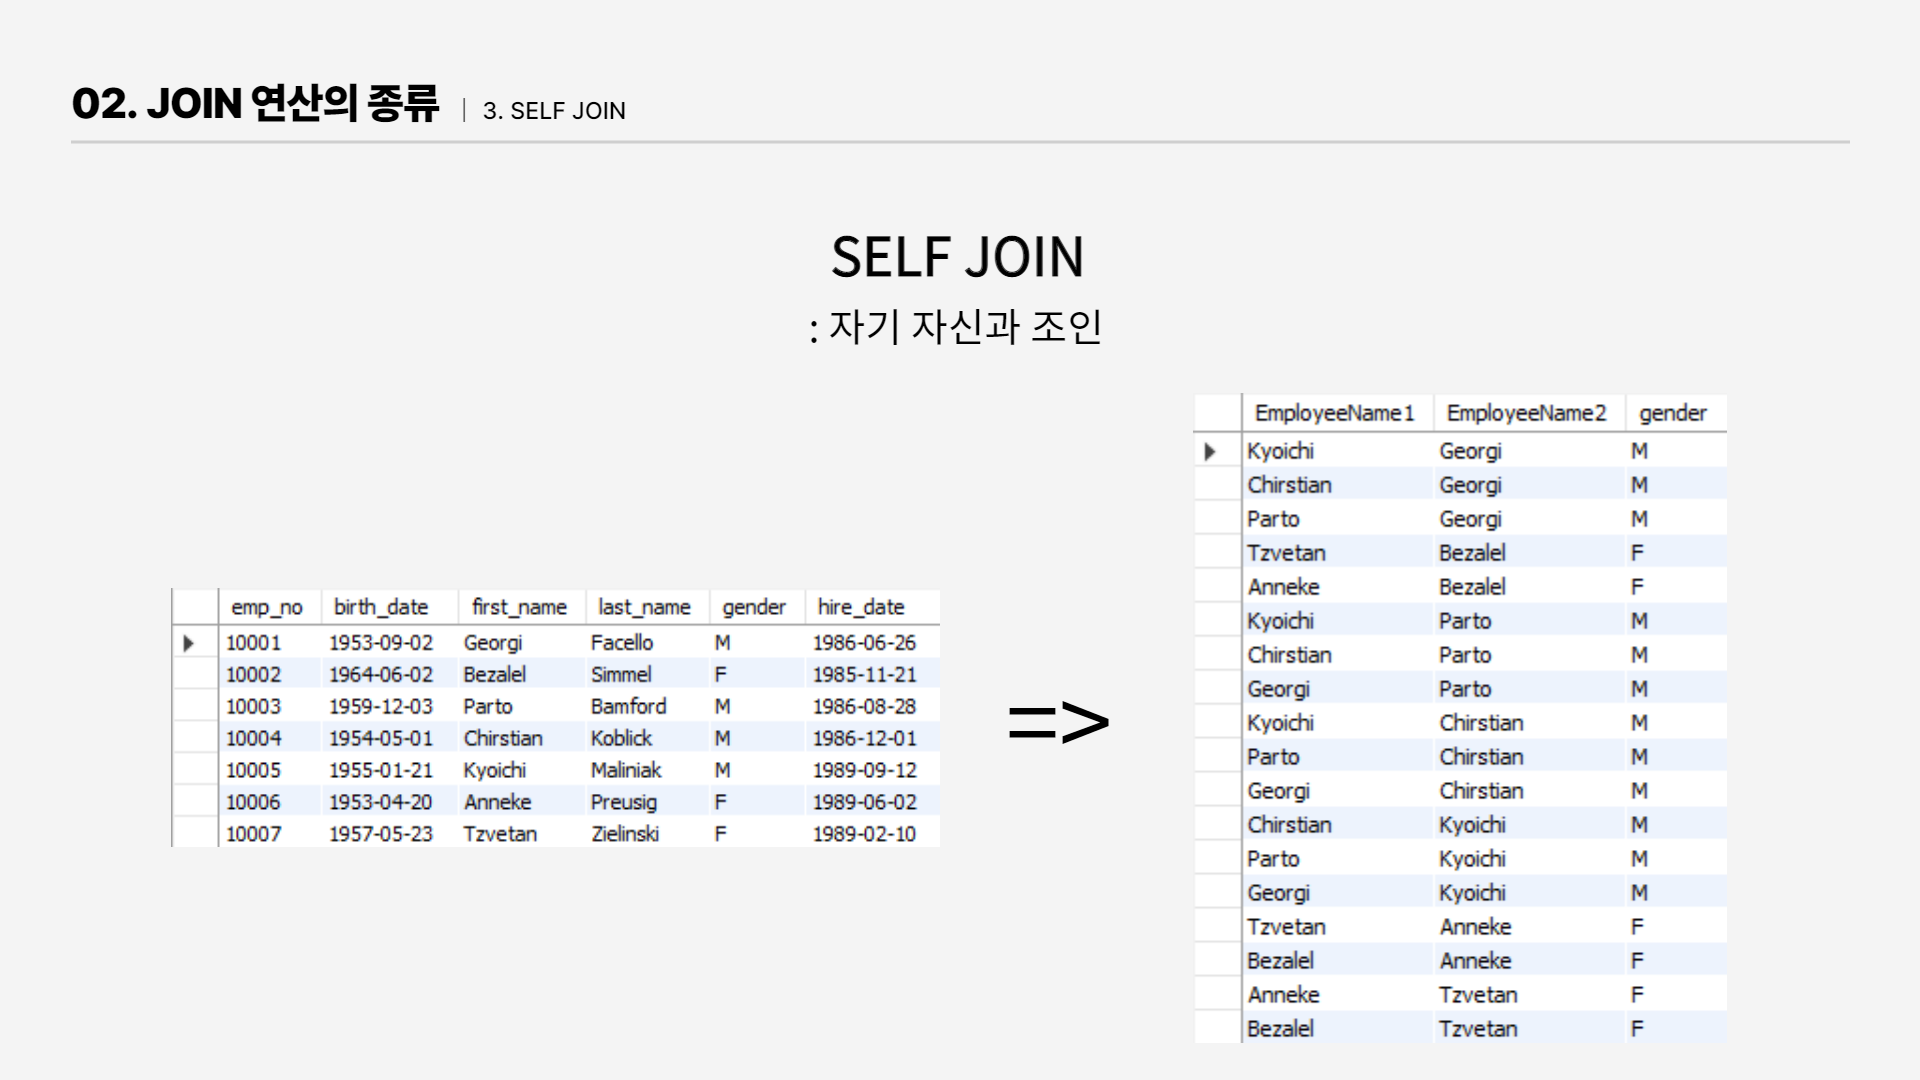 02. JOIN 연산의 종류 | 3. SELF JOIN
SELF JOIN
: 자기 자신과 조인
emp_no birth_date first_name last_name gender hire_date
10001 1953-09-02 Georgi Facello M 1986-06-26
10002 1964-06-02 Bezalel Simmel F 1985-11-21
10003 1959-12-03 Parto Bamford M 1986-08-28
10004 1954-05-01 Chirstian Koblick M 1986-12-01
10005 1955-01-21 Kyoichi Maliniak M 1989-09-12
10006 1953-04-20 Anneke Preusig F 1989-06-02
10007 1957-05-23 Tzvetan Zielinski F 1989-02-10
=>
EmployeeName1 EmployeeName2 gender
Kyoichi Georgi M
Chirstian Georgi M
Parto Georgi M
Tzvetan Bezalel F
Anneke Bezalel F
Kyoichi Parto M
Chirstian Parto M
Georgi Parto M
Kyoichi Chirstian M
Parto Chirstian M
Georgi Chirstian M
Chirstian Kyoichi M
Parto Kyoichi M
Georgi Kyoichi M
Tzvetan Anneke F
Bezalel Anneke F
Anneke Tzvetan F
Bezalel Tzvetan F